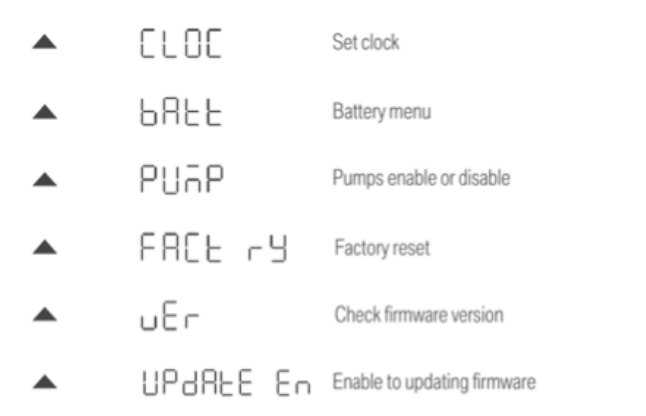 ▲ CLOC Set clock
▲ bAtt Battery menu
▲ PUmP Pumps enable or disable
▲ FACt rY Factory reset
▲ vEr Check firmware version
▲ UPdAtE En Enable to updating firmware